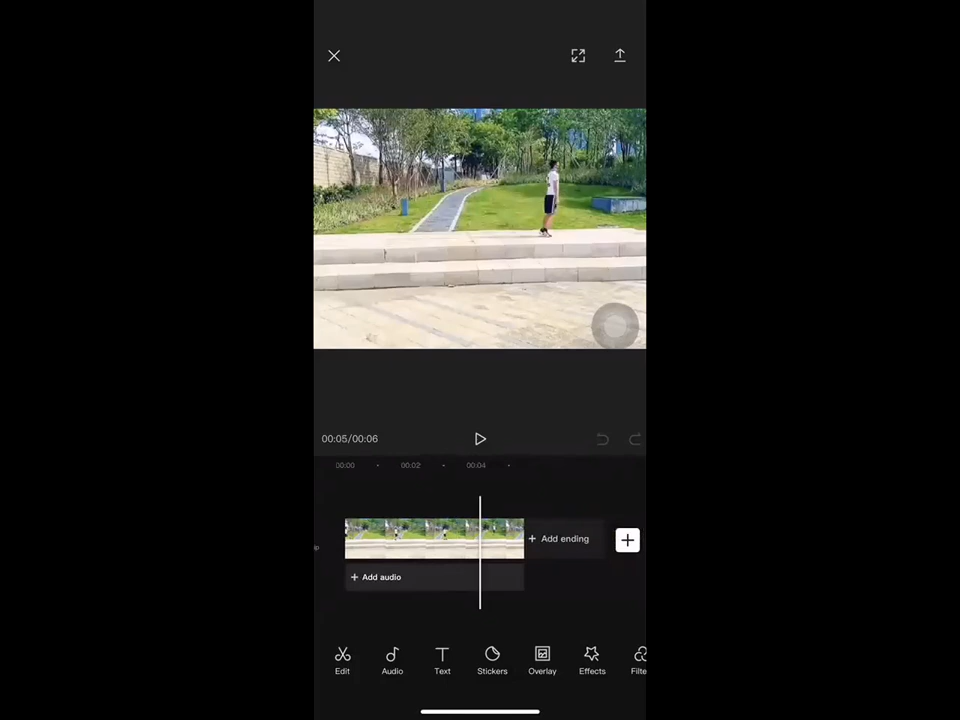 00:05/00:06
00:00 00:02 00:04
+ Add ending
+ Add audio
Edit Audio Text Stickers Overlay Effects Filte